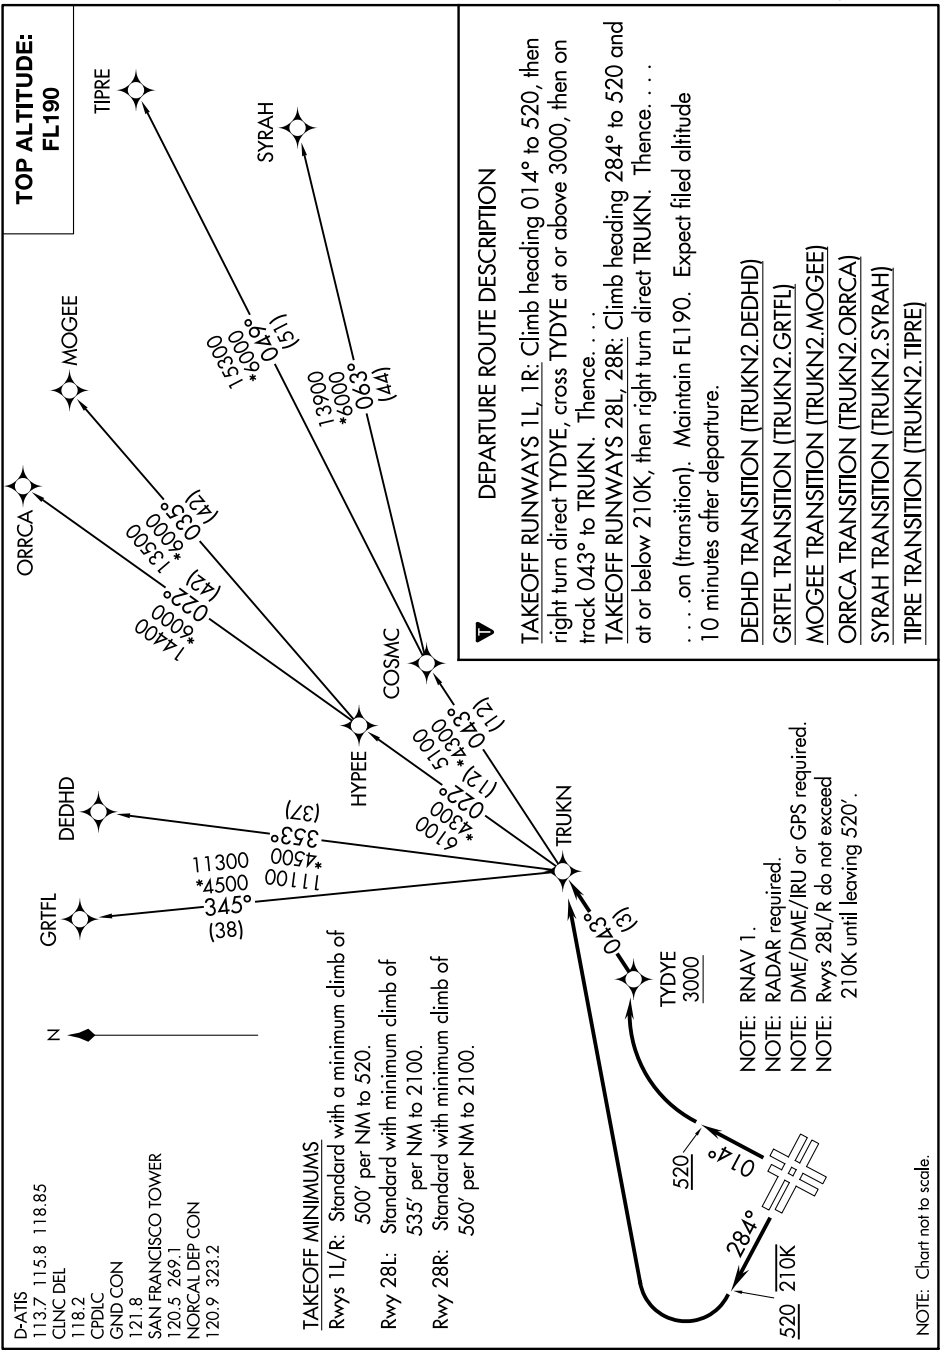 D-ATIS
113.7 115.8 118.85
CLNC DEL
118.2
CPDLC
GND CON
121.8
SAN FRANCISCO TOWER
120.5 269.1
NORCAL DEP CON
120.9 323.2
TOP ALTITUDE:
FL190
N
GRTFL
DEDHD
ORRCA
MOGEE
TIPRE
SYRAH
11300
*4500
345°
(38)
11100
*4500
353°
(37)
14400
*6000
022°
(42)
13500
*6000
035°
(42)
15300
*6000
049°
(51)
13900
*6000
063°
(44)
HYPEE
COSMC
6100
*4300
022°
(12)
5100
*4300
043°
(12)
TRUKN
043°
(3)
TYDYE
3000
520
014°
284°
520 210K
TAKEOFF MINIMUMS
Rwys 1L/R: Standard with a minimum climb of
500' per NM to 520.
Rwy 28L: Standard with minimum climb of
535' per NM to 2100.
Rwy 28R: Standard with minimum climb of
560' per NM to 2100.
NOTE: RNAV 1.
NOTE: RADAR required.
NOTE: DME/DME/IRU or GPS required.
NOTE: Rwys 28L/R do not exceed
210K until leaving 520'.
NOTE: Chart not to scale.
T
DEPARTURE ROUTE DESCRIPTION
TAKEOFF RUNWAYS 1L, 1R: Climb heading 014° to 520, then
right turn direct TYDYE, cross TYDYE at or above 3000, then on
track 043° to TRUKN. Thence. . . .
TAKEOFF RUNWAYS 28L, 28R: Climb heading 284° to 520 and
at or below 210K, then right turn direct TRUKN. Thence. . . .
. . . .on (transition). Maintain FL190. Expect filed altitude
10 minutes after departure.
DEDHD TRANSITION (TRUKN2.DEDHD)
GRTFL TRANSITION (TRUKN2.GRTFL)
MOGEE TRANSITION (TRUKN2.MOGEE)
ORRCA TRANSITION (TRUKN2.ORRCA)
SYRAH TRANSITION (TRUKN2.SYRAH)
TIPRE TRANSITION (TRUKN2.TIPRE)